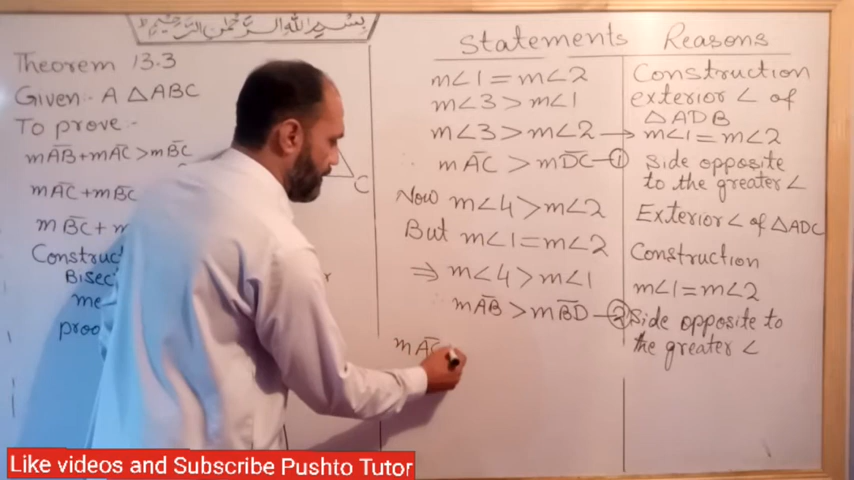 بسم الله الرحمن الرحيم
Theorem 13.3
Given:- A △ABC
To prove:-
mAB̅+mAC̅>mBC̅
mAC̅+mBC̅
mBC̅+m
Construct
Bisec
me
proo
C
Statements
m∠1=m∠2
m∠3>m∠1
m∠3>m∠2→
mAC̅>mDC̅—①
Now m∠4>m∠2
But m∠1=m∠2
⇒ m∠4>m∠1
mAB̅>mBD̅—②
mAC̅
Reasons
Construction
exterior ∠ of
△ADB
m∠1=m∠2
Side opposite
to the greater ∠
Exterior ∠ of △ADC
Construction
m∠1=m∠2
Side opposite to
the greater ∠
Like videos and Subscribe Pushto Tutor